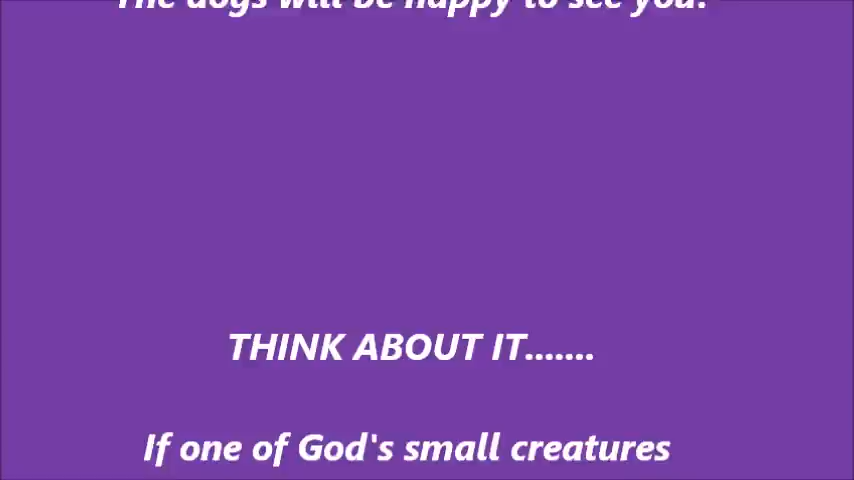 The dogs will be happy to see you.
THINK ABOUT IT.......
If one of God's small creatures